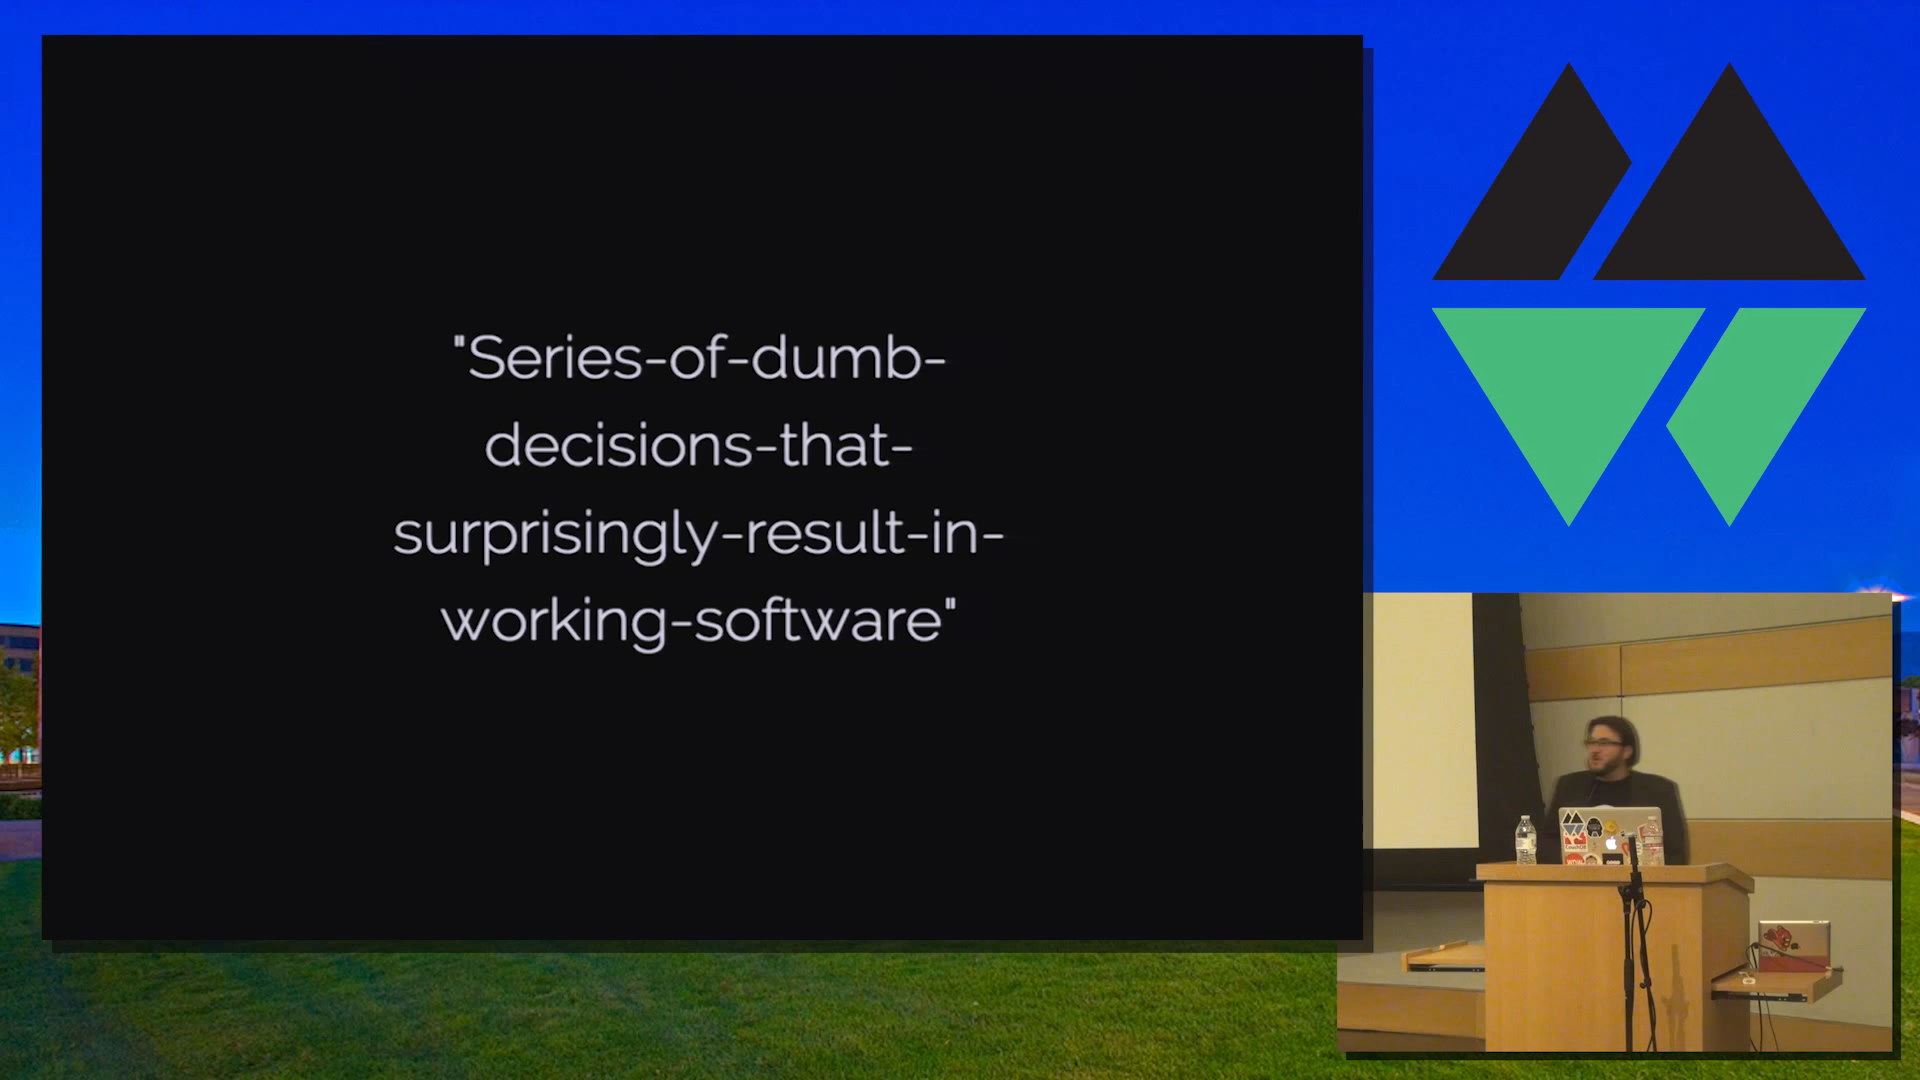 "Series-of-dumb-
decisions-that-
surprisingly-result-in-
working-software"